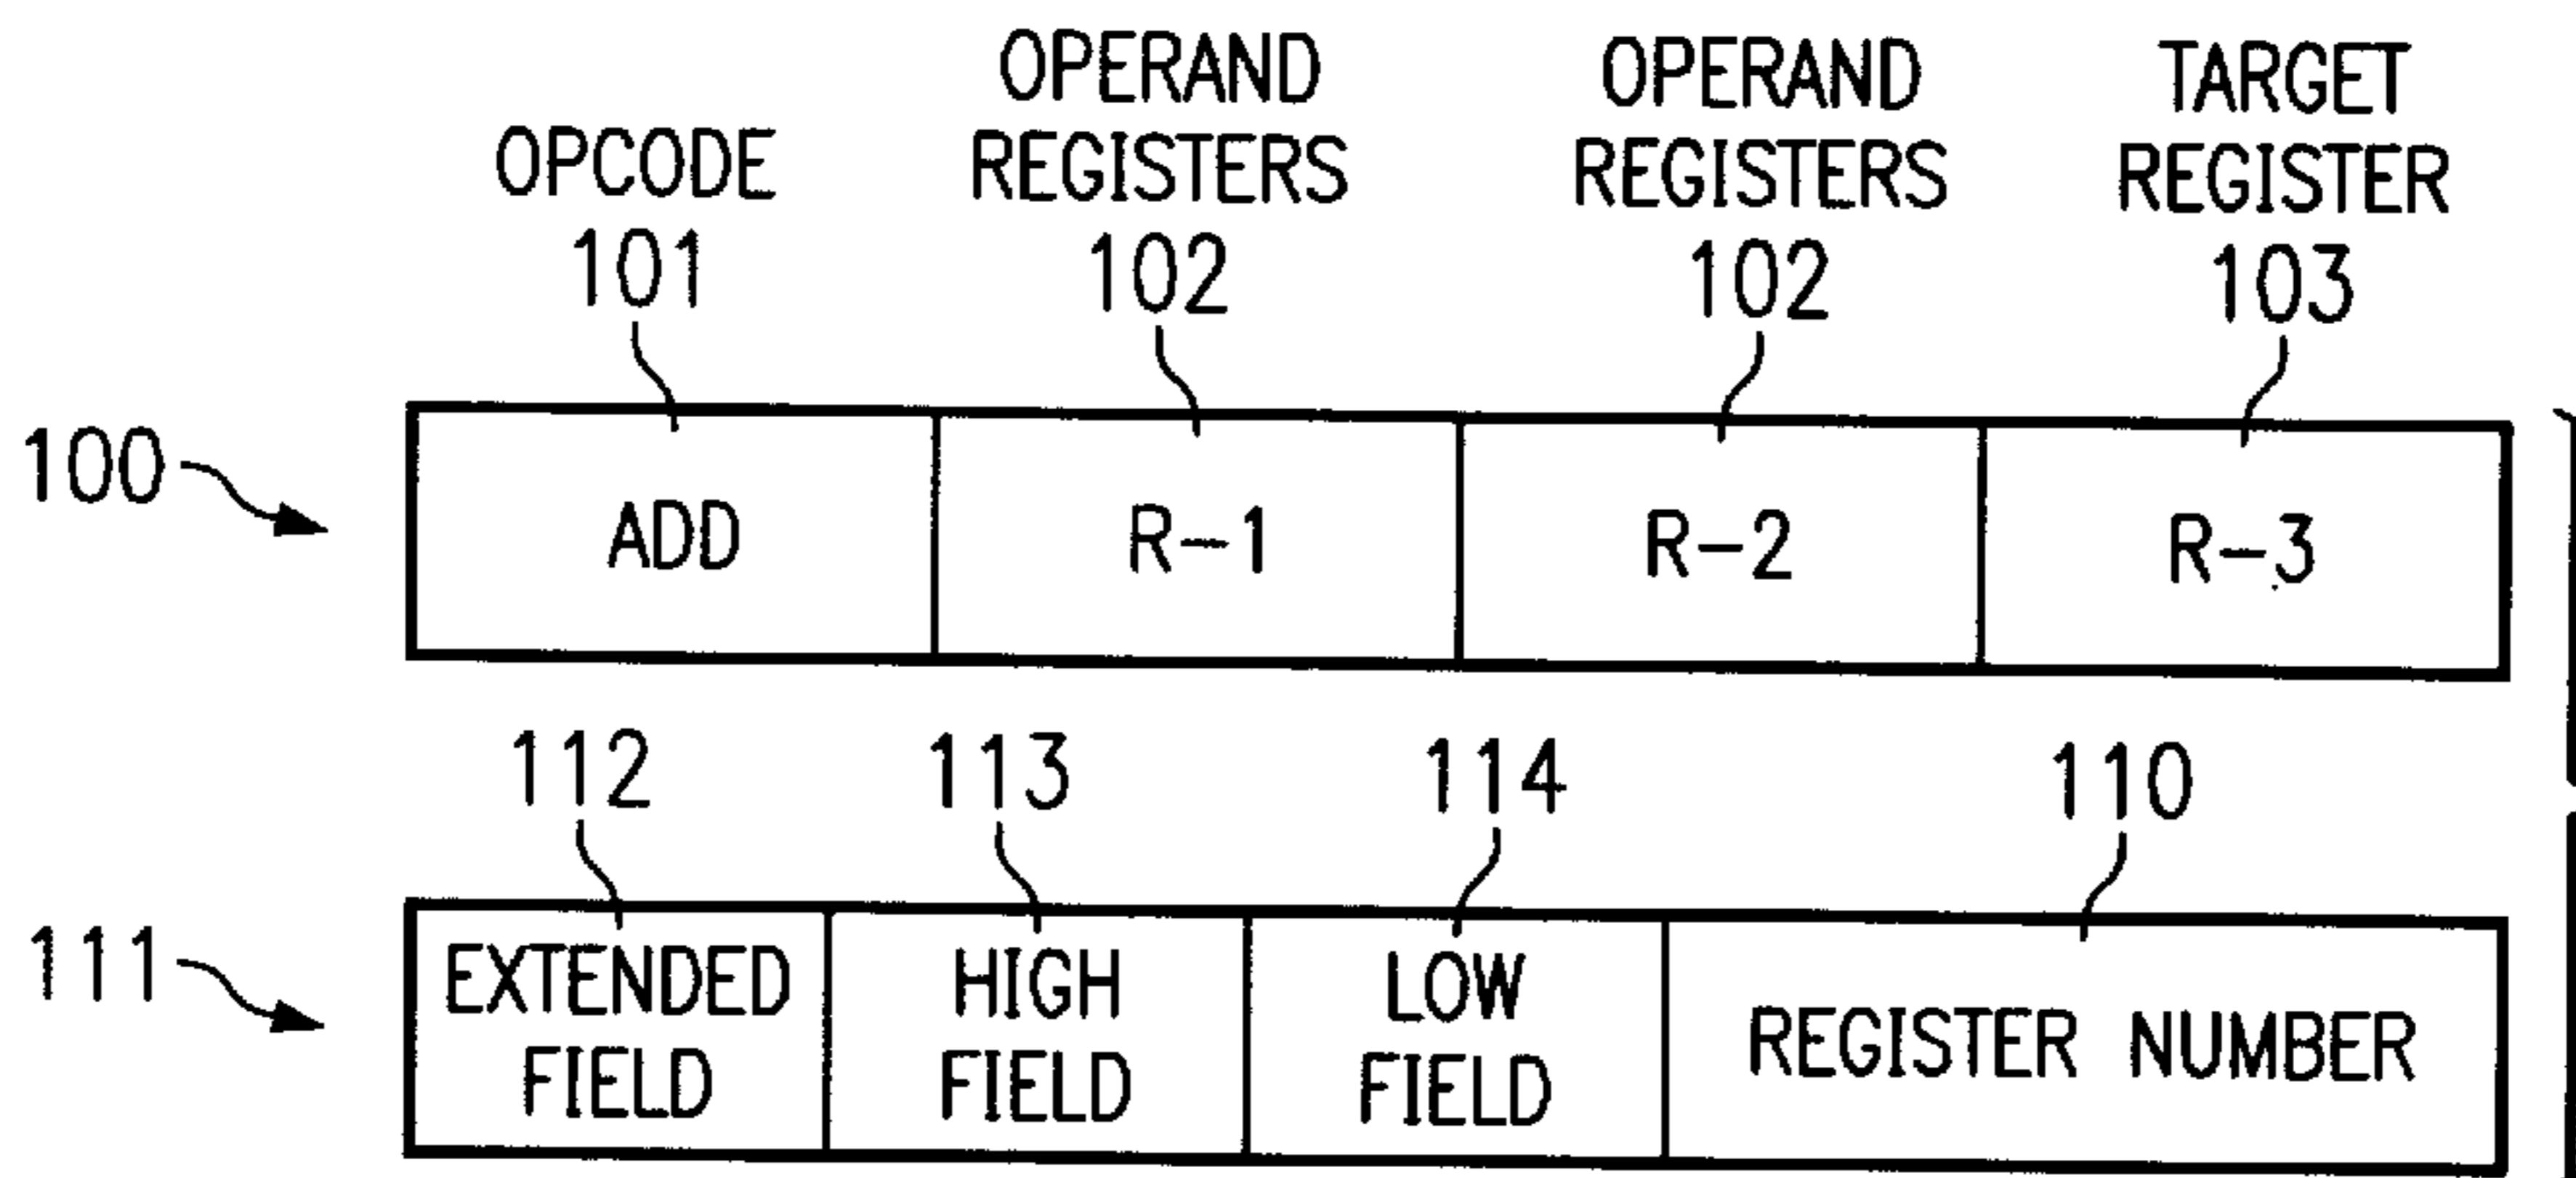 OPCODE
101
OPERAND
REGISTERS
102
OPERAND
REGISTERS
102
TARGET
REGISTER
103
100
ADD
R-1
R-2
R-3
112
113
114
110
111
EXTENDED
FIELD
HIGH
FIELD
LOW
FIELD
REGISTER NUMBER